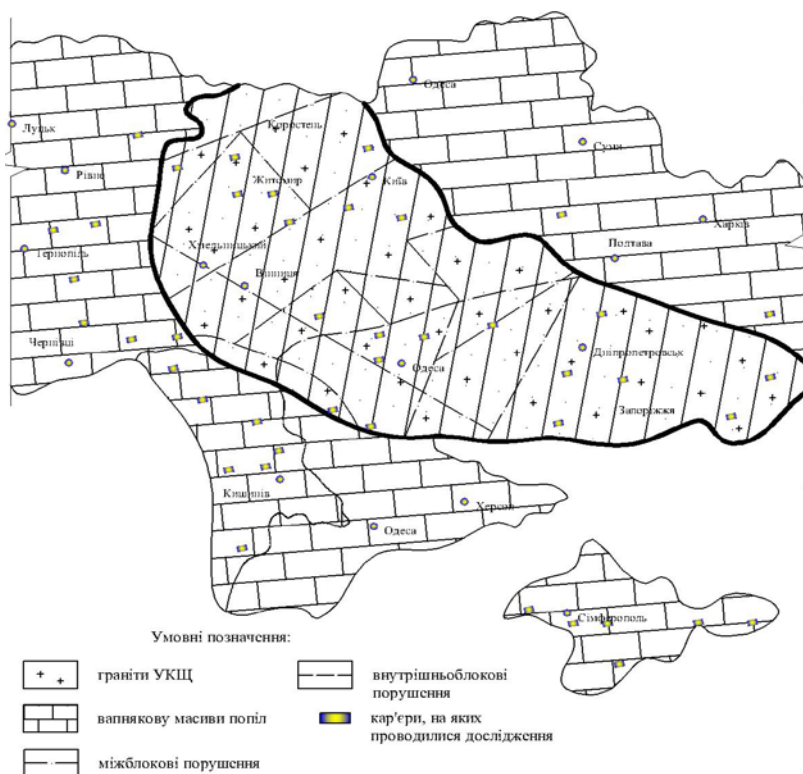 Одеса
Луцьк
Коростень
Суми
Рівне
Житомир
Київ
Харків
Хмельницький
Тернопіль
Полтава
Вінниця
Чернівці
Дніпропетровськ
Одеса
Запоріжжя
Кишинів
Херсон
Одеса
Сімферополь
Умовні позначення:
граніти УКЩ
внутрішньоблокові
порушення
вапнякову масиви попіл
кар'єри, на яких
проводилися дослідження
міжблокові порушення